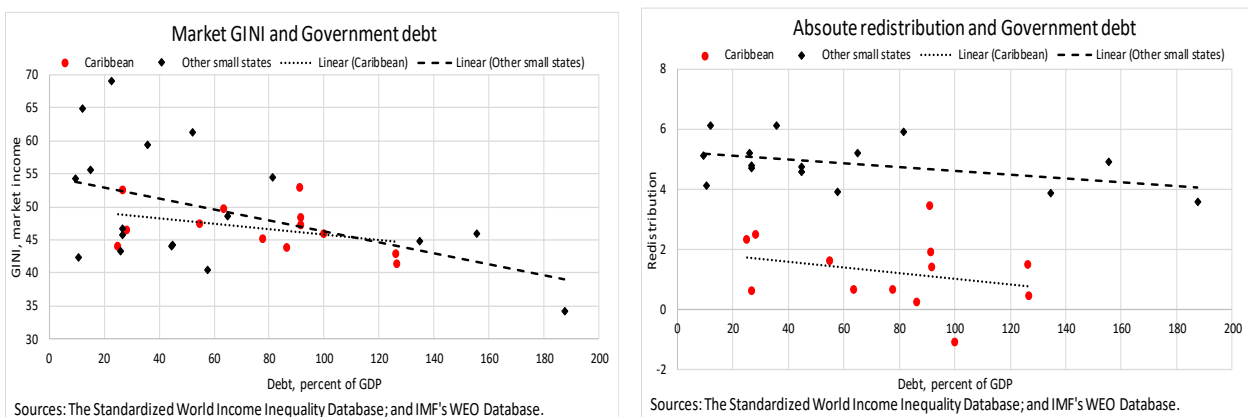 Market GINI and Government debt
Caribbean Other small states Linear (Caribbean) Linear (Other small states)
70
65
60
55
50
45
40
35
30
GINI, market income
0 20 40 60 80 100 120 140 160 180 200
Debt, percent of GDP
Sources: The Standardized World Income Inequality Database; and IMF's WEO Database.
Absoute redistribution and Government debt
Caribbean Other small states Linear (Caribbean) Linear (Other small states)
8
6
4
2
0
-2
Redistribution
0 20 40 60 80 100 120 140 160 180 200
Debt, percent of GDP
Sources: The Standardized World Income Inequality Database; and IMF's WEO Database.